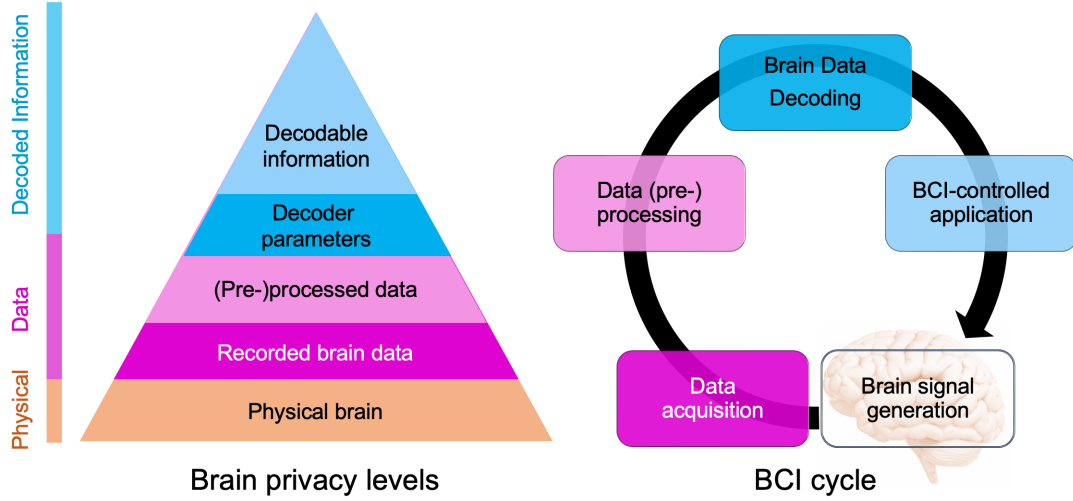 Decoded Information
Data
Physical
Decodable
information
Decoder
parameters
(Pre-)processed data
Recorded brain data
Physical brain
Brain privacy levels
Brain Data
Decoding
Data (pre-)
processing
BCI-controlled
application
Data
acquisition
Brain signal
generation
BCI cycle